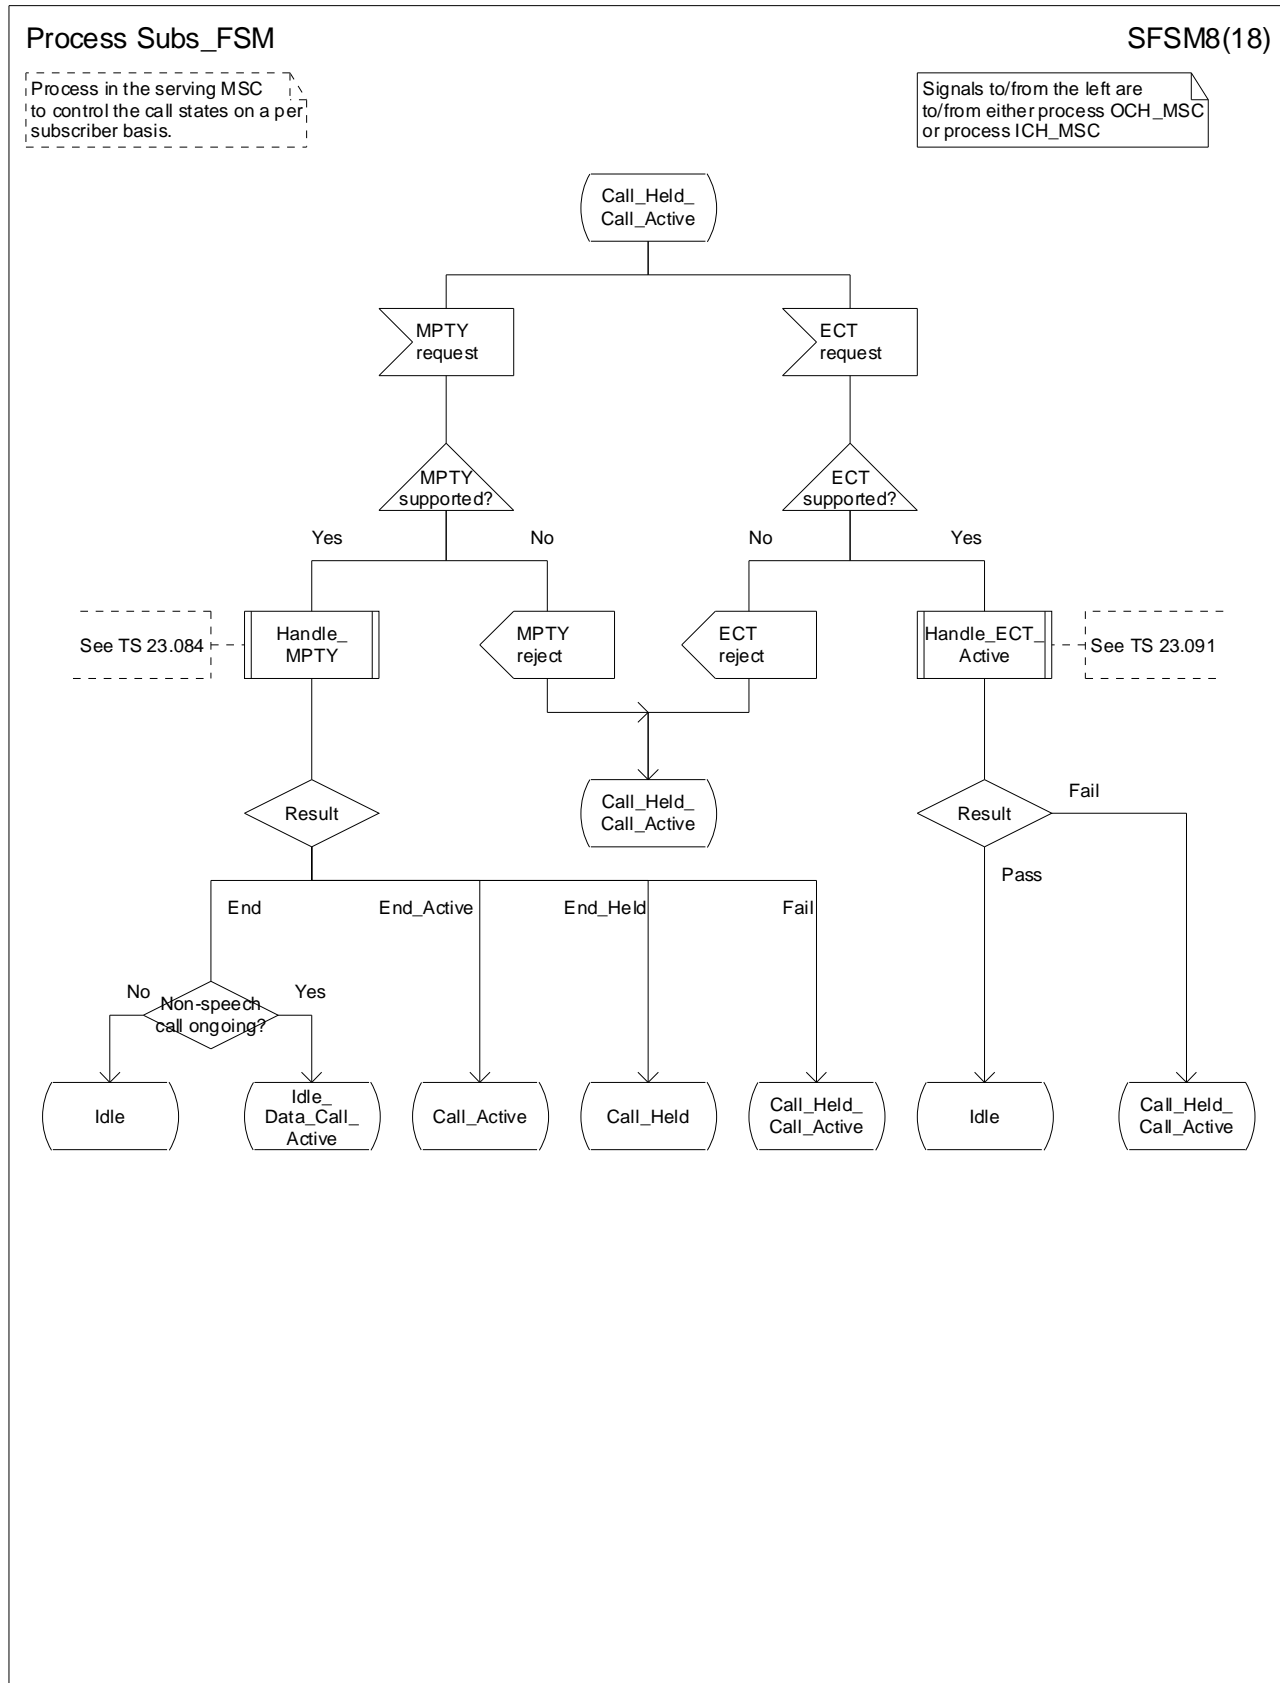 Process Subs_FSM
SFSM8(18)
Process in the serving MSC
to control the call states on a per
subscriber basis.
Signals to/from the left are
to/from either process OCH_MSC
or process ICH_MSC
Call_Held_
Call_Active
MPTY
request
ECT
request
MPTY
supported?
ECT
supported?
Yes
No
No
Yes
See TS 23.084
Handle_
MPTY
MPTY
reject
ECT
reject
Handle_ECT_
Active
See TS 23.091
Result
Call_Held_
Call_Active
Result
Fail
Pass
End
End_Active
End_Held
Fail
No
Non-speech
call ongoing?
Yes
Idle
Idle_
Data_Call_
Active
Call_Active
Call_Held
Call_Held_
Call_Active
Idle
Call_Held_
Call_Active